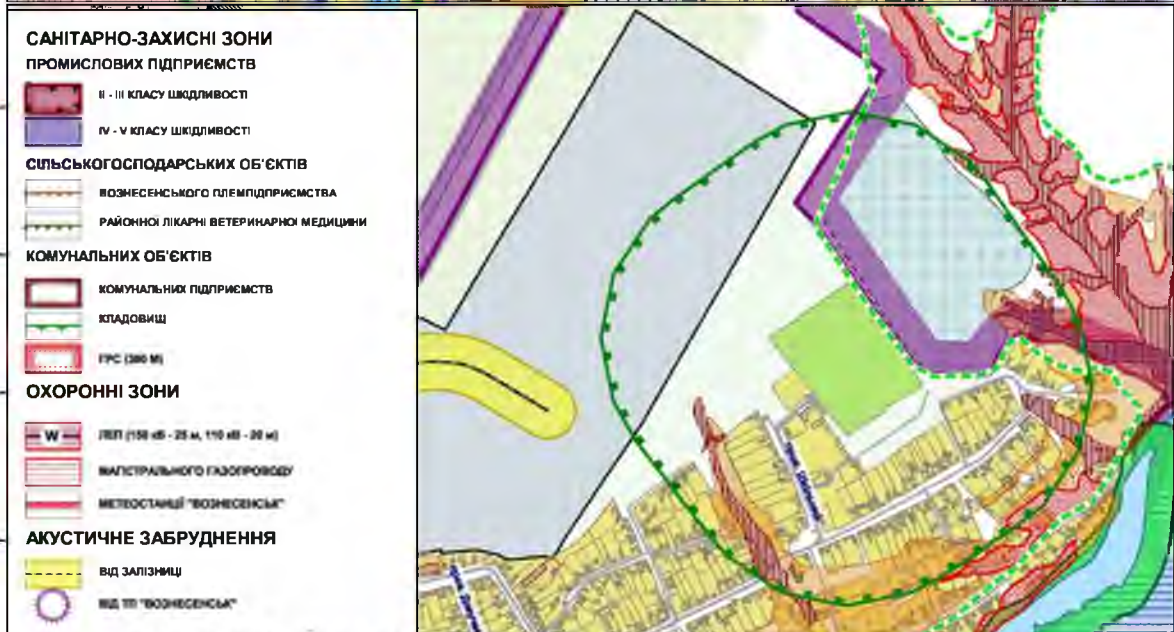 САНІТАРНО-ЗАХИСНІ ЗОНИ
ПРОМИСЛОВИХ ПІДПРИЄМСТВ
ІІ - ІІІ КЛАСУ ШКІДЛИВОСТІ
IV - V КЛАСУ ШКІДЛИВОСТІ
СІЛЬСЬКОГОСПОДАРСЬКИХ ОБ'ЄКТІВ
ВОЗНЕСЕНСЬКОГО ПЛЕМПІДПРИЄМСТВА
РАЙОННОЇ ЛІКАРНІ ВЕТЕРИНАРНОЇ МЕДИЦИНИ
КОМУНАЛЬНИХ ОБ'ЄКТІВ
КОМУНАЛЬНИХ ПІДПРИЄМСТВ
КЛАДОВИЩ
ГРС (300 М)
ОХОРОННІ ЗОНИ
W
ЛЕП (150 кВ - 25 м, 110 кВ - 20 м)
МАГІСТРАЛЬНОГО ГАЗОПРОВОДУ
МЕТЕОСТАНЦІЇ "ВОЗНЕСЕНСЬК"
АКУСТИЧНЕ ЗАБРУДНЕННЯ
ВІД ЗАЛІЗНИЦІ
ВІД ТП "ВОЗНЕСЕНСЬК"